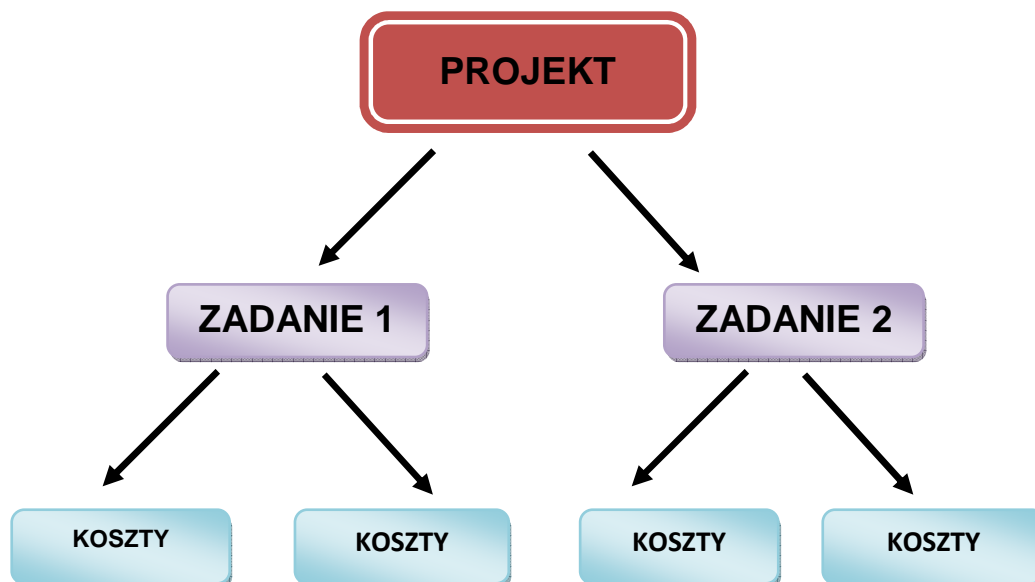 PROJEKT
ZADANIE 1
ZADANIE 2
KOSZTY
KOSZTY
KOSZTY
KOSZTY